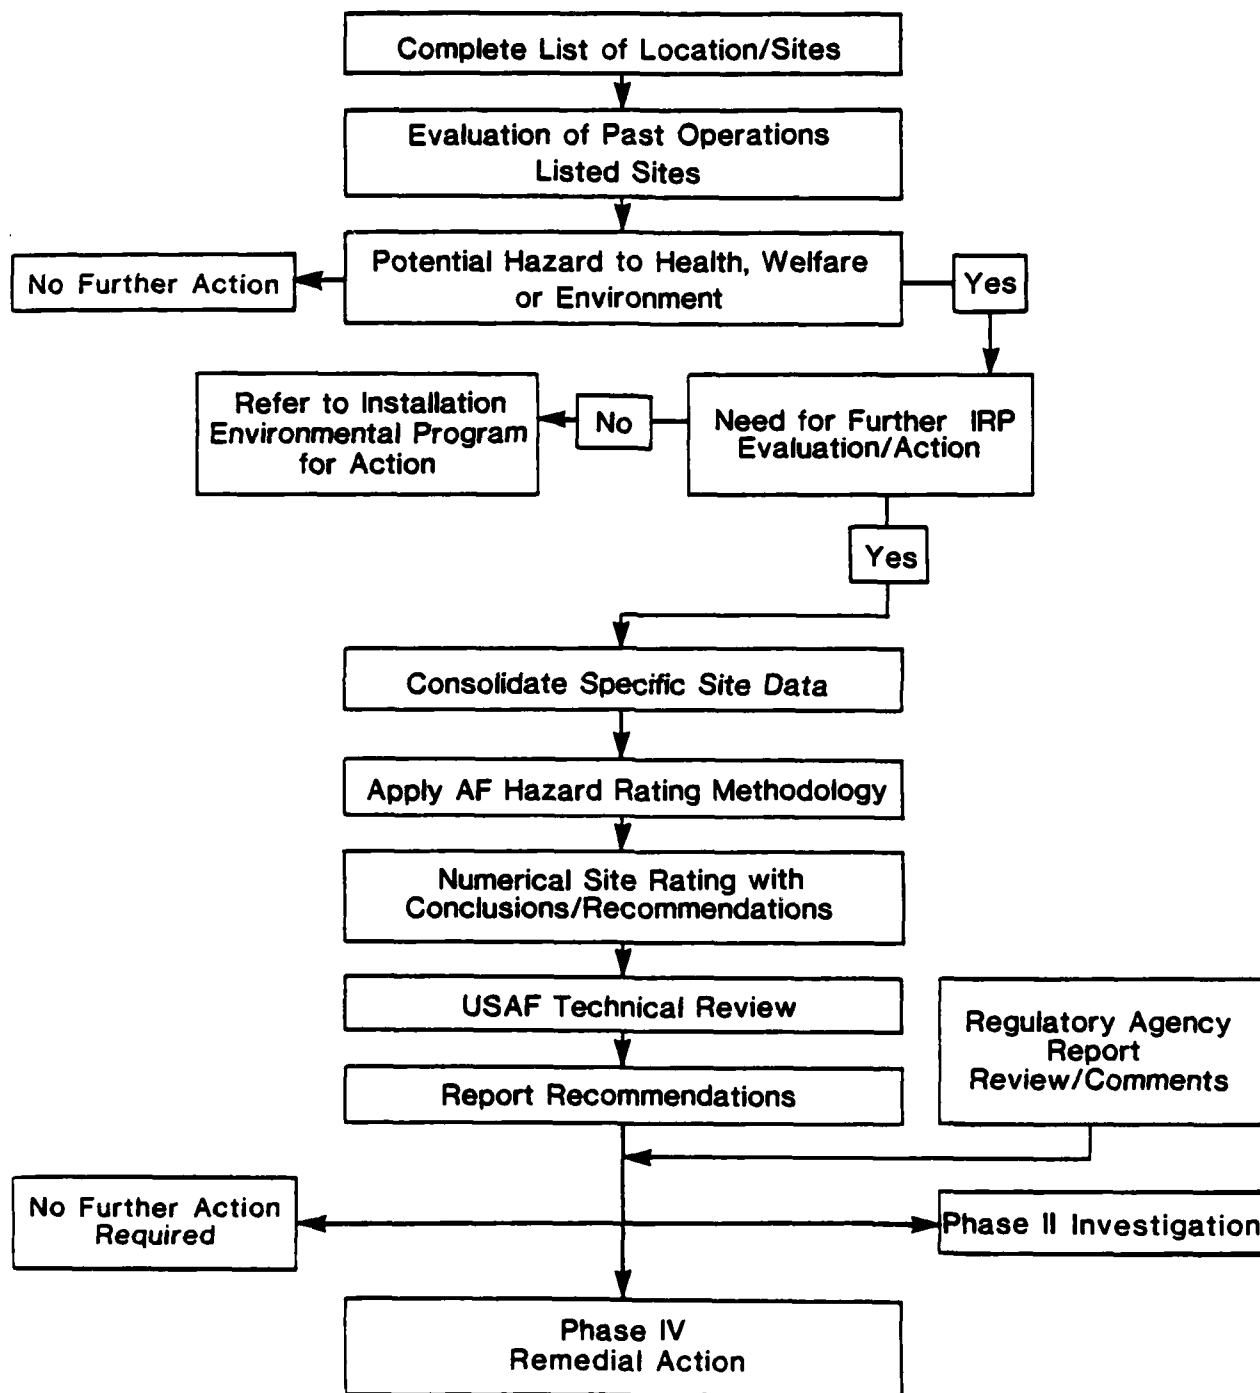 Complete List of Location/Sites
Evaluation of Past Operations
Listed Sites
Potential Hazard to Health, Welfare
or Environment
No Further Action
Yes
Refer to Installation
Environmental Program
for Action
No
Need for Further IRP
Evaluation/Action
Yes
Consolidate Specific Site Data
Apply AF Hazard Rating Methodology
Numerical Site Rating with
Conclusions/Recommendations
USAF Technical Review
Regulatory Agency
Report
Review/Comments
Report Recommendations
No Further Action
Required
Phase II Investigation
Phase IV
Remedial Action